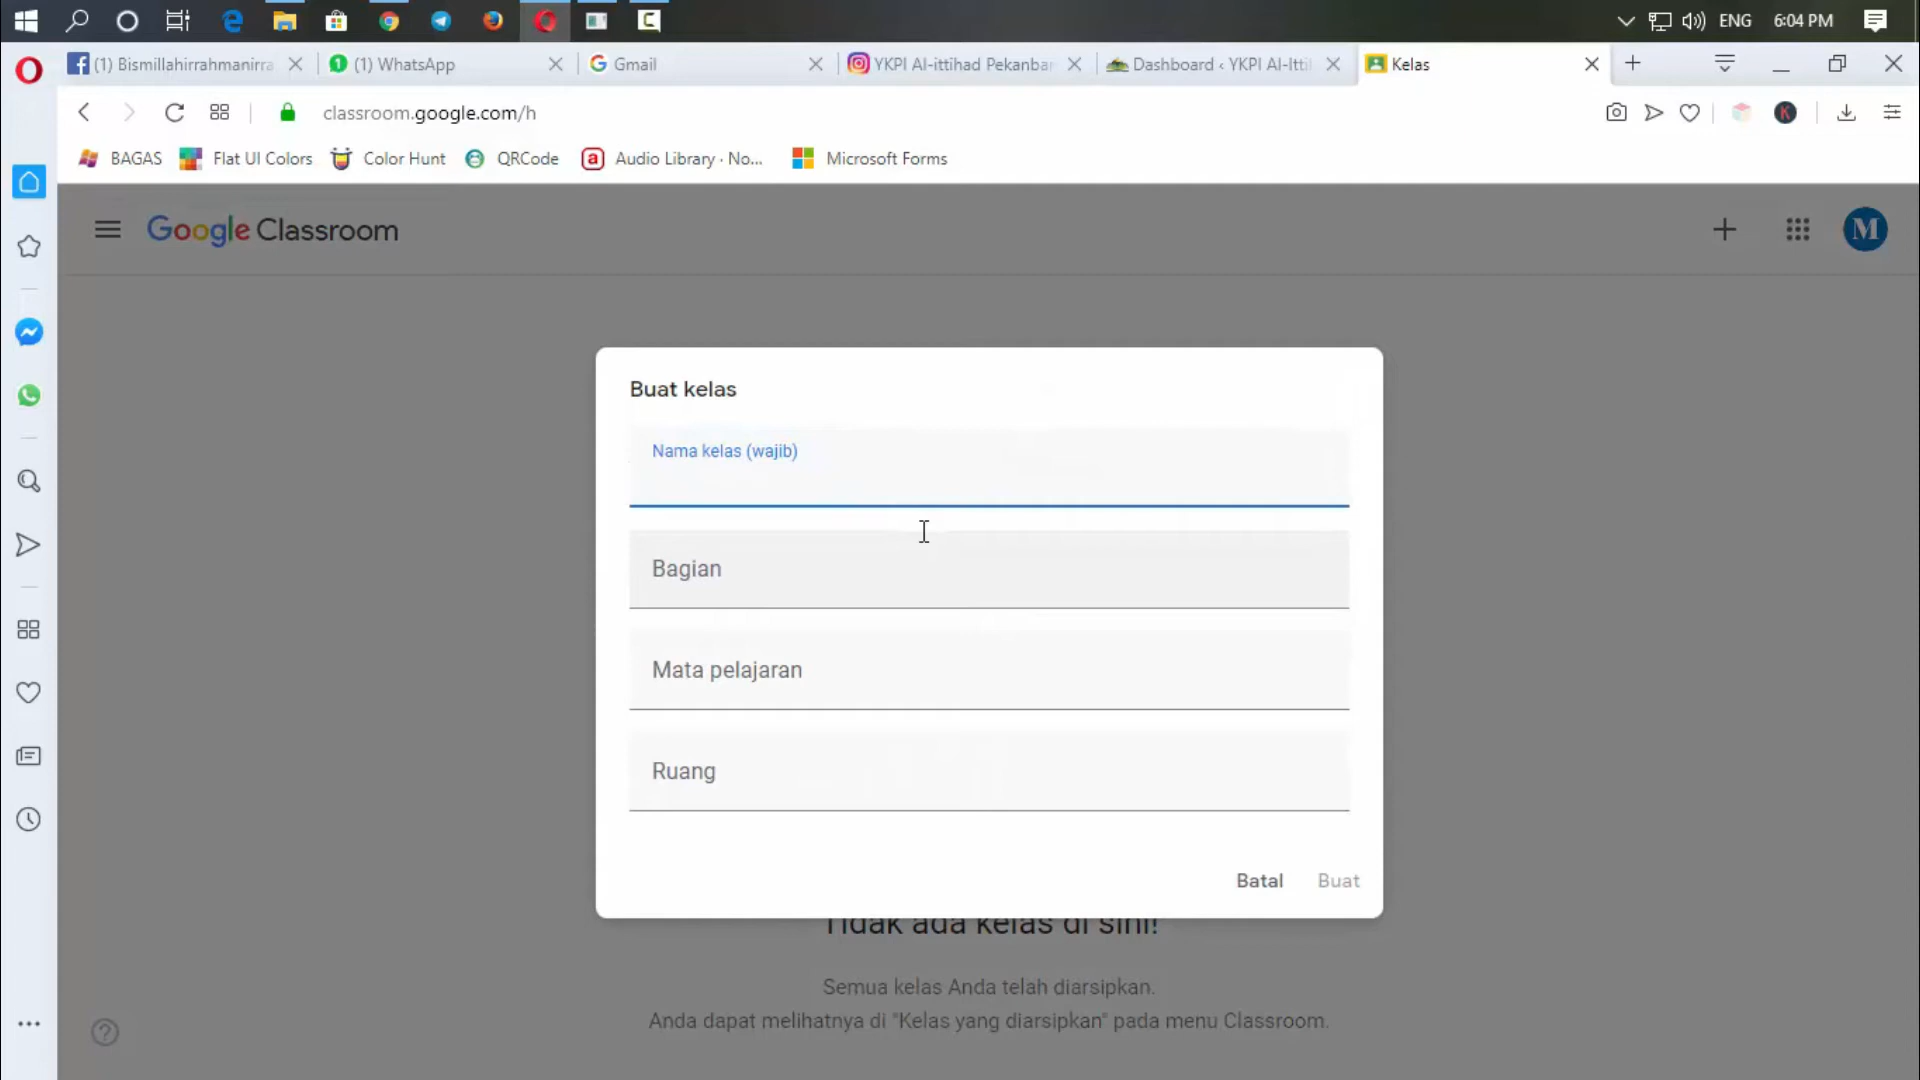 ENG 6:04 PM
(1) Bismillahirrahmanirra
(1) WhatsApp
Gmail
YKPI Al-ittihad Pekanbar
Dashboard ‹ YKPI Al-Itti
Kelas
classroom.google.com/h
BAGAS
Flat UI Colors
Color Hunt
QRCode
Audio Library · No...
Microsoft Forms
Google Classroom
M
Buat kelas
Nama kelas (wajib)
Bagian
Mata pelajaran
Ruang
Batal
Buat
Tidak ada kelas di sini!
Semua kelas Anda telah diarsipkan.
Anda dapat melihatnya di "Kelas yang diarsipkan" pada menu Classroom.